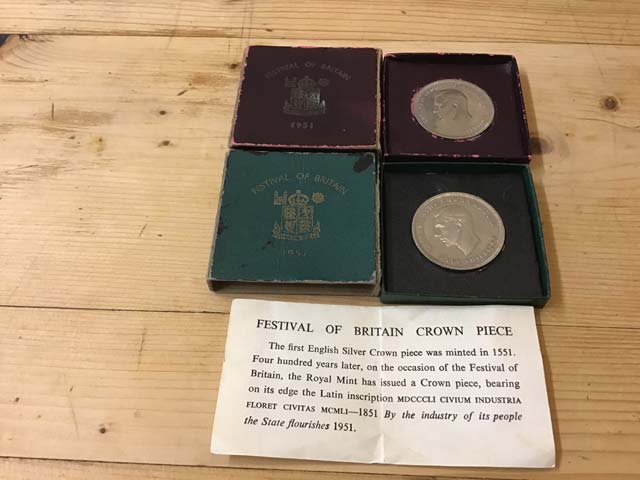 FESTIVAL OF BRITAIN
1951
FESTIVAL OF BRITAIN
1951
FESTIVAL OF BRITAIN CROWN PIECE
The first English Silver Crown piece was minted in 1551.
Four hundred years later, on the occasion of the Festival of
Britain, the Royal Mint has issued a Crown piece, bearing
on its edge the Latin inscription MDCCCLI CIVIUM INDUSTRIA
FLORET CIVITAS MCMLI—1851 By the industry of its people
the State flourishes 1951.